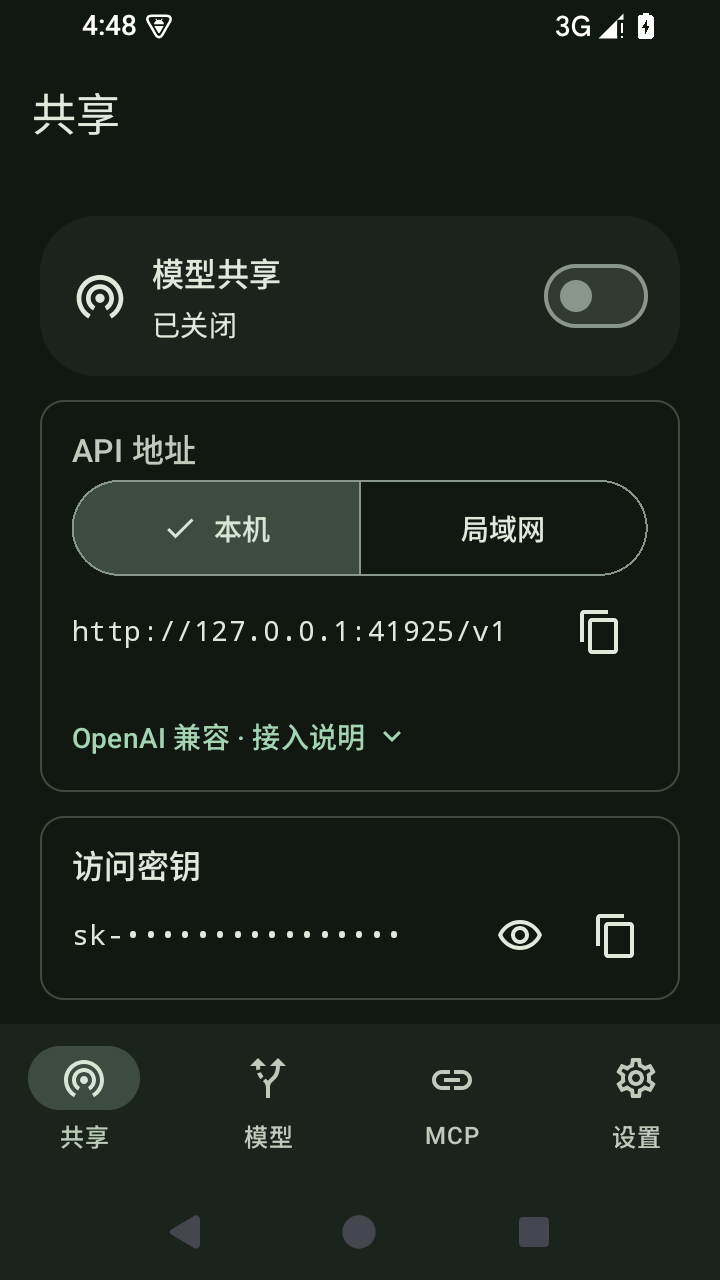 4:48
3G
共享
模型共享
已关闭
API 地址
本机
局域网
http://127.0.0.1:41925/v1
OpenAI 兼容 · 接入说明
访问密钥
sk-••••••••••••••••
共享
模型
MCP
设置